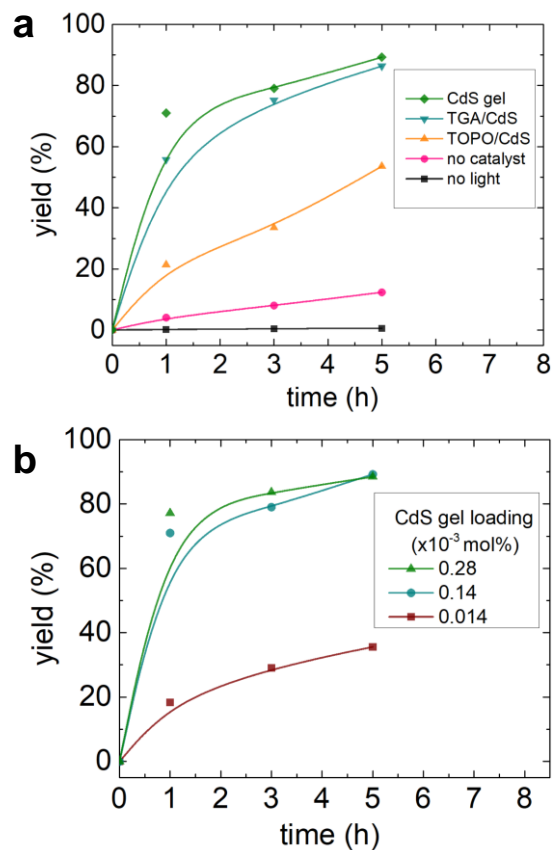 a
100
80
60
40
20
0
yield (%)
CdS gel
TGA/CdS
TOPO/CdS
no catalyst
no light
0 1 2 3 4 5 6 7 8
time (h)
b
100
80
60
40
20
0
yield (%)
CdS gel loading
(x10⁻³ mol%)
0.28
0.14
0.014
0 1 2 3 4 5 6 7 8
time (h)